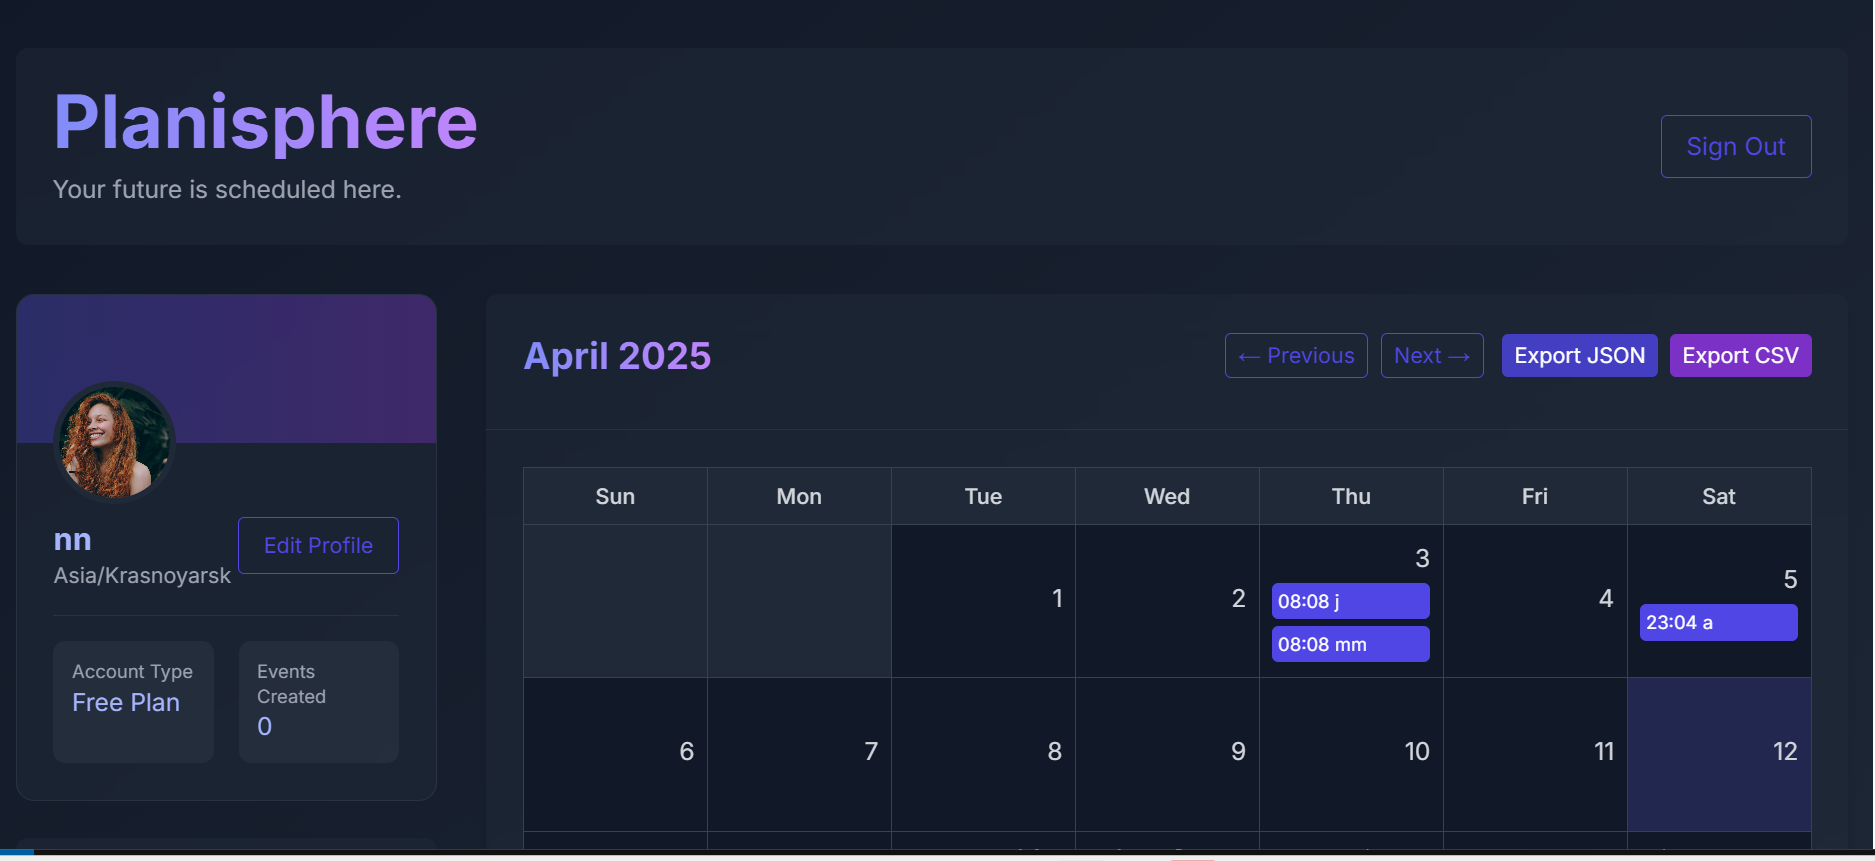 Planisphere
Your future is scheduled here.
Sign Out
nn
Asia/Krasnoyarsk
Edit Profile
Account Type
Free Plan
Events
Created
0
April 2025
← Previous
Next →
Export JSON
Export CSV
Sun Mon Tue Wed Thu Fri Sat
1 2 3 4 5
08:08 j
08:08 mm
23:04 a
6 7 8 9 10 11 12